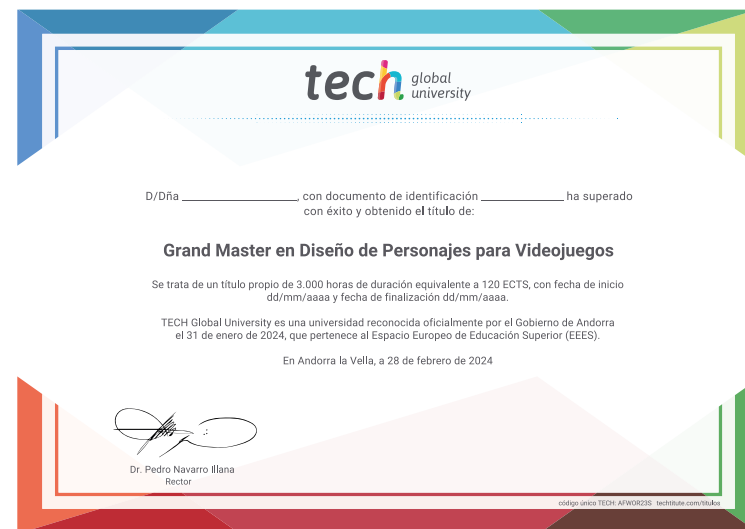 tech global university
D/Dña ____________________, con documento de identificación ______________ ha superado
con éxito y obtenido el título de:
Grand Master en Diseño de Personajes para Videojuegos
Se trata de un título propio de 3.000 horas de duración equivalente a 120 ECTS, con fecha de inicio
dd/mm/aaaa y fecha de finalización dd/mm/aaaa.
TECH Global University es una universidad reconocida oficialmente por el Gobierno de Andorra
el 31 de enero de 2024, que pertenece al Espacio Europeo de Educación Superior (EEES).
En Andorra la Vella, a 28 de febrero de 2024
Dr. Pedro Navarro Illana
Rector
código único TECH: AFWOR23S techtitute.com/titulos